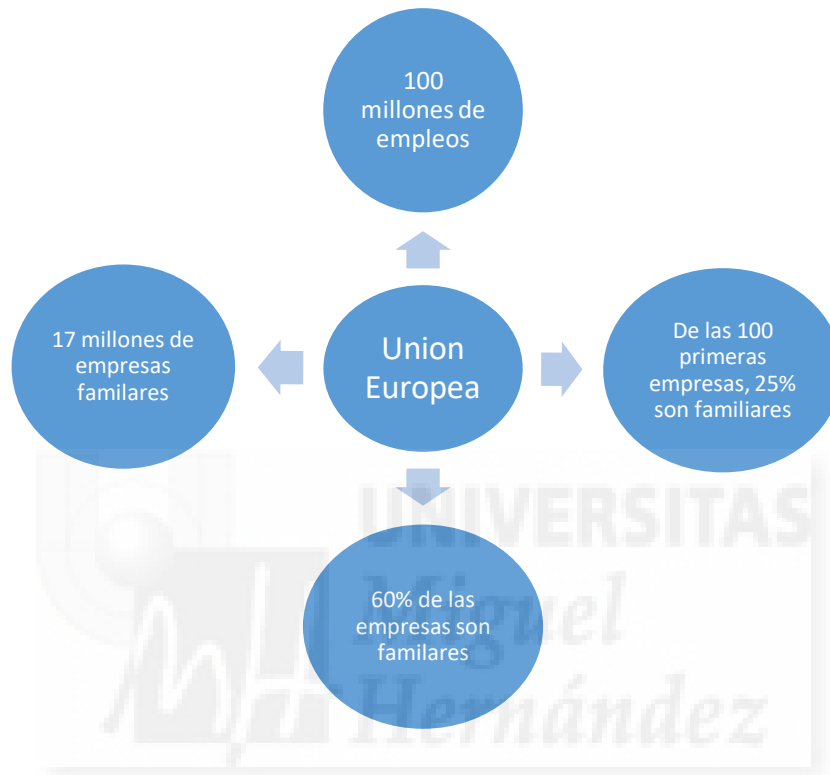 100
millones de
empleos
17 millones de
empresas
familares
Union
Europea
De las 100
primeras
empresas, 25%
son familiares
60% de las
empresas son
familares
UNIVERSITAS
Miguel
Hernández